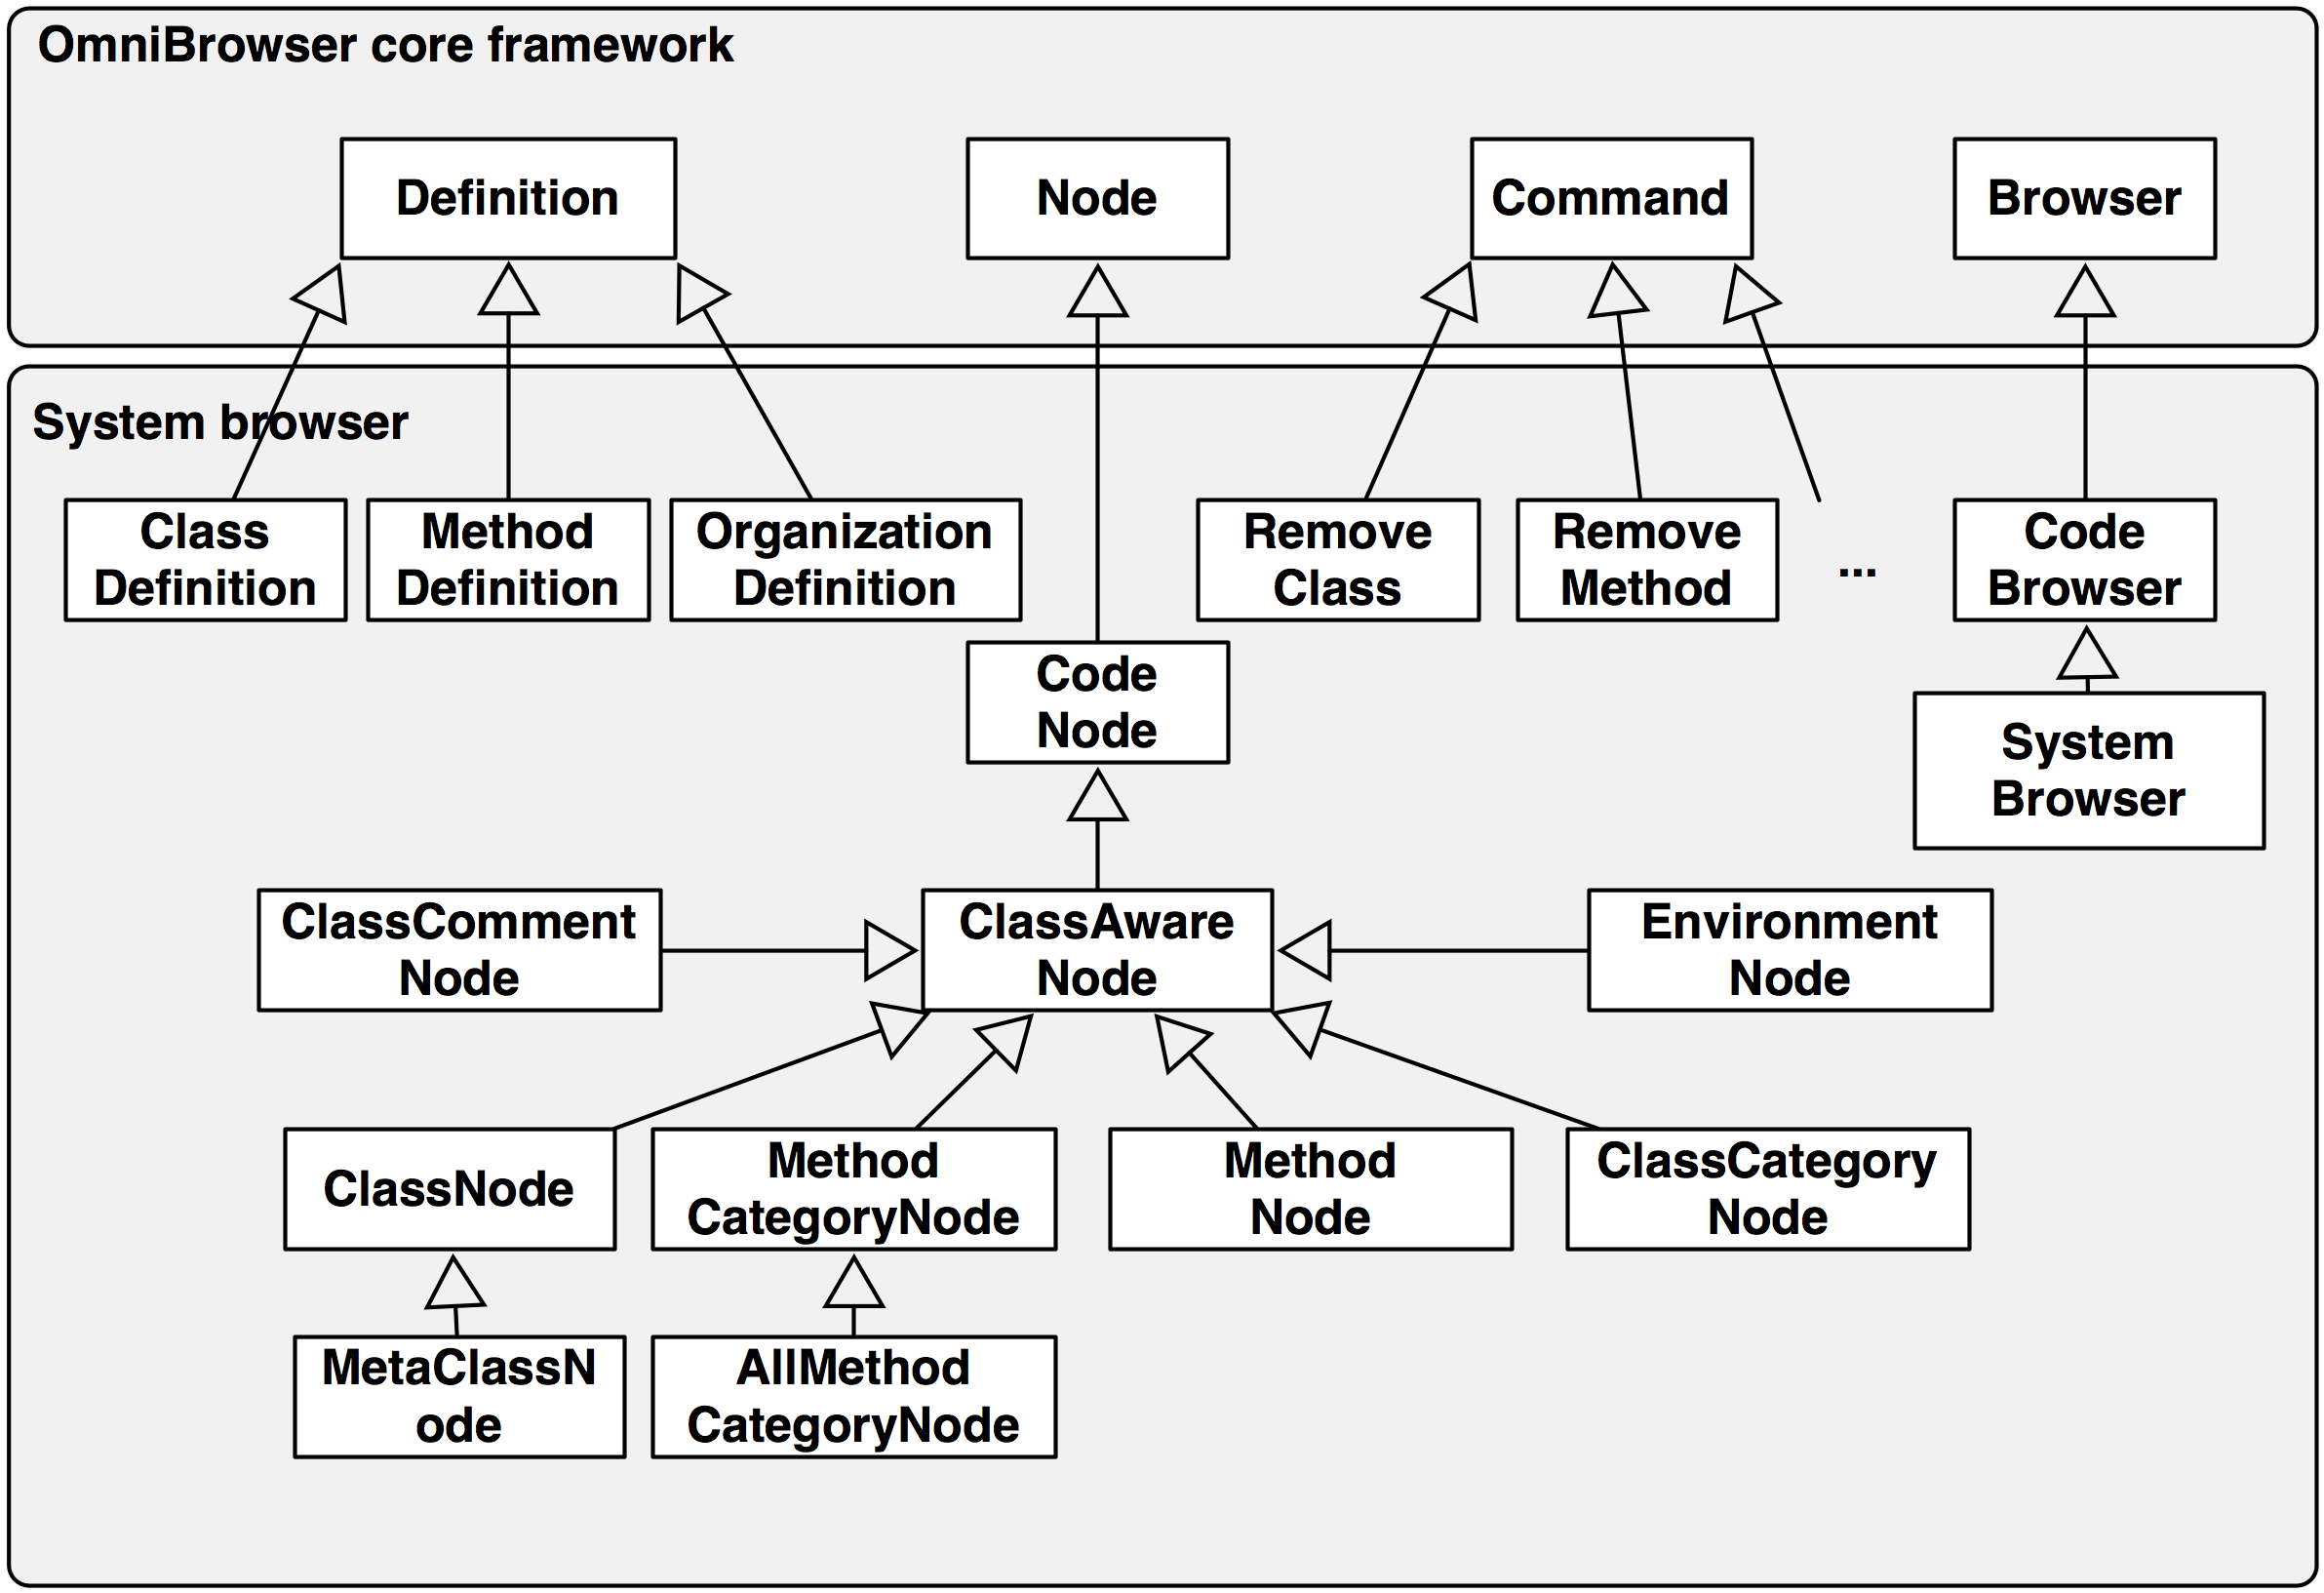 OmniBrowser core framework
Definition
Node
Command
Browser
System browser
Class
Definition
Method
Definition
Organization
Definition
Remove
Class
Remove
Method
...
Code
Browser
Code
Node
System
Browser
ClassComment
Node
ClassAware
Node
Environment
Node
ClassNode
Method
CategoryNode
Method
Node
ClassCategory
Node
MetaClassN
ode
AllMethod
CategoryNode